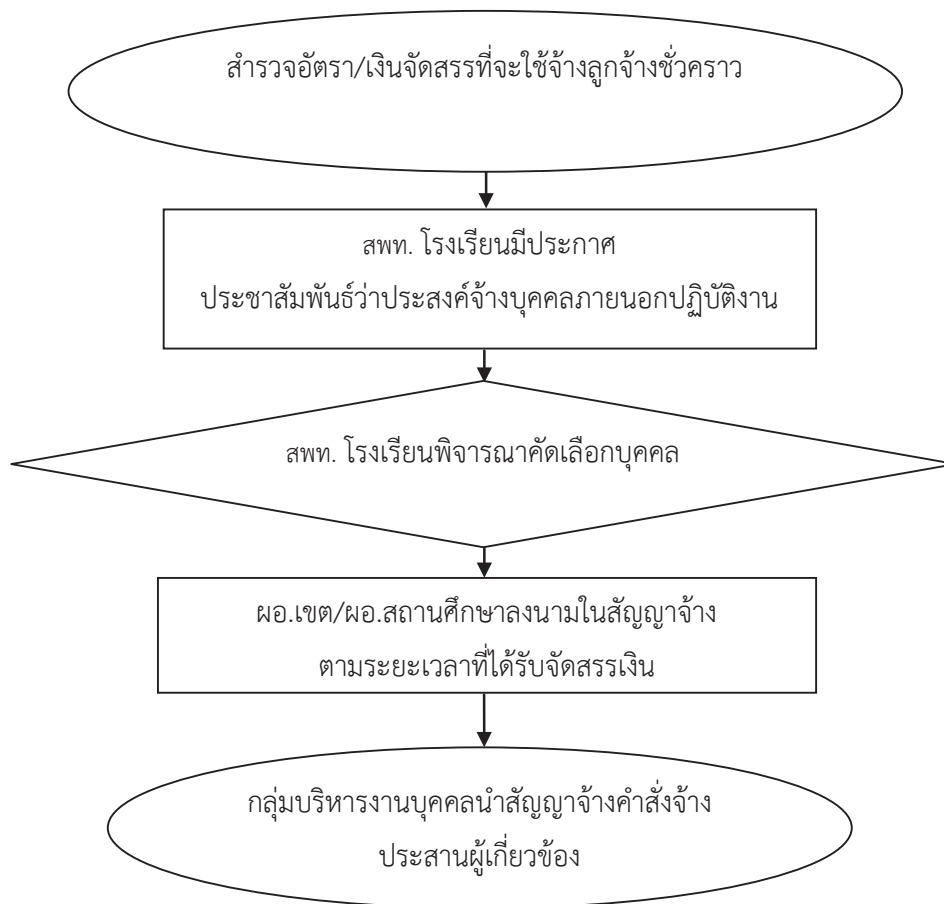 สำรวจอัตรา/เงินจัดสรรที่จะใช้จ้างลูกจ้างชั่วคราว
สพท. โรงเรียนมีประกาศ
ประชาสัมพันธ์ว่าประสงค์จ้างบุคคลภายนอกปฏิบัติงาน
สพท. โรงเรียนพิจารณาคัดเลือกบุคคล
ผอ.เขต/ผอ.สถานศึกษาลงนามในสัญญาจ้าง
ตามระยะเวลาที่ได้รับจัดสรรเงิน
กลุ่มบริหารงานบุคคลนำสัญญาจ้างคำสั่งจ้าง
ประสานผู้เกี่ยวข้อง